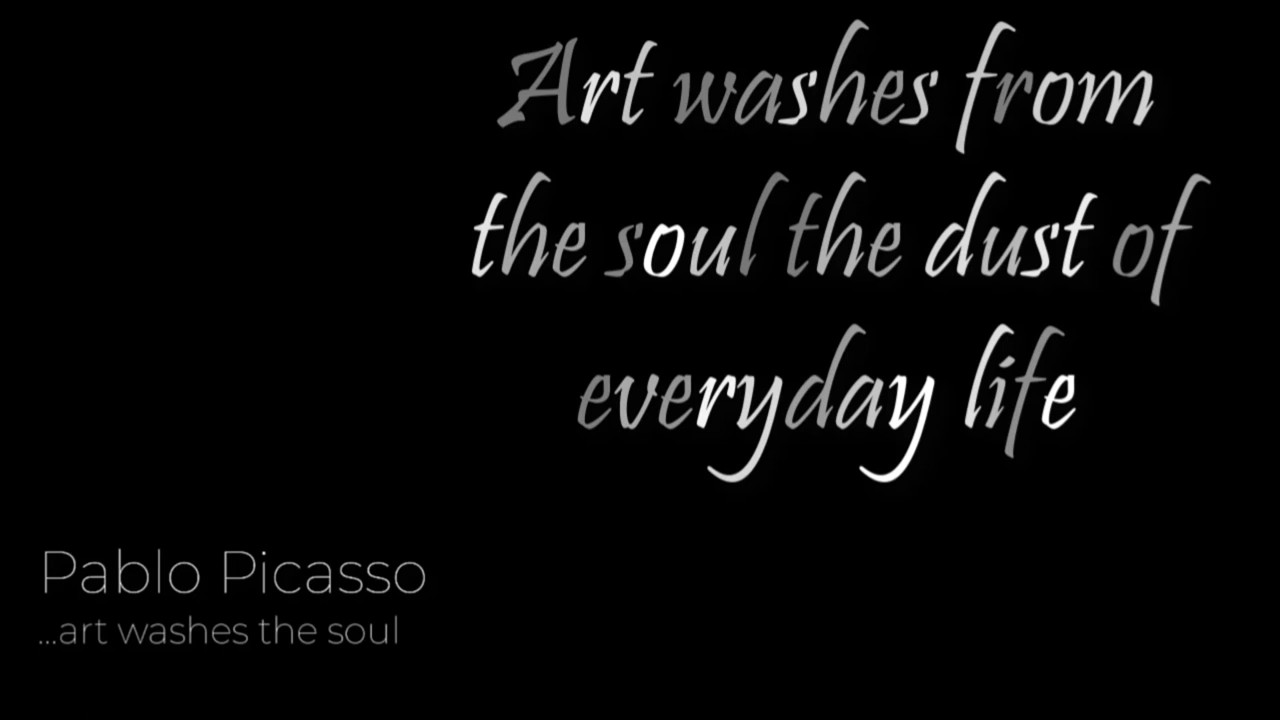 Art washes from
the soul the dust of
everyday life
Pablo Picasso
...art washes the soul